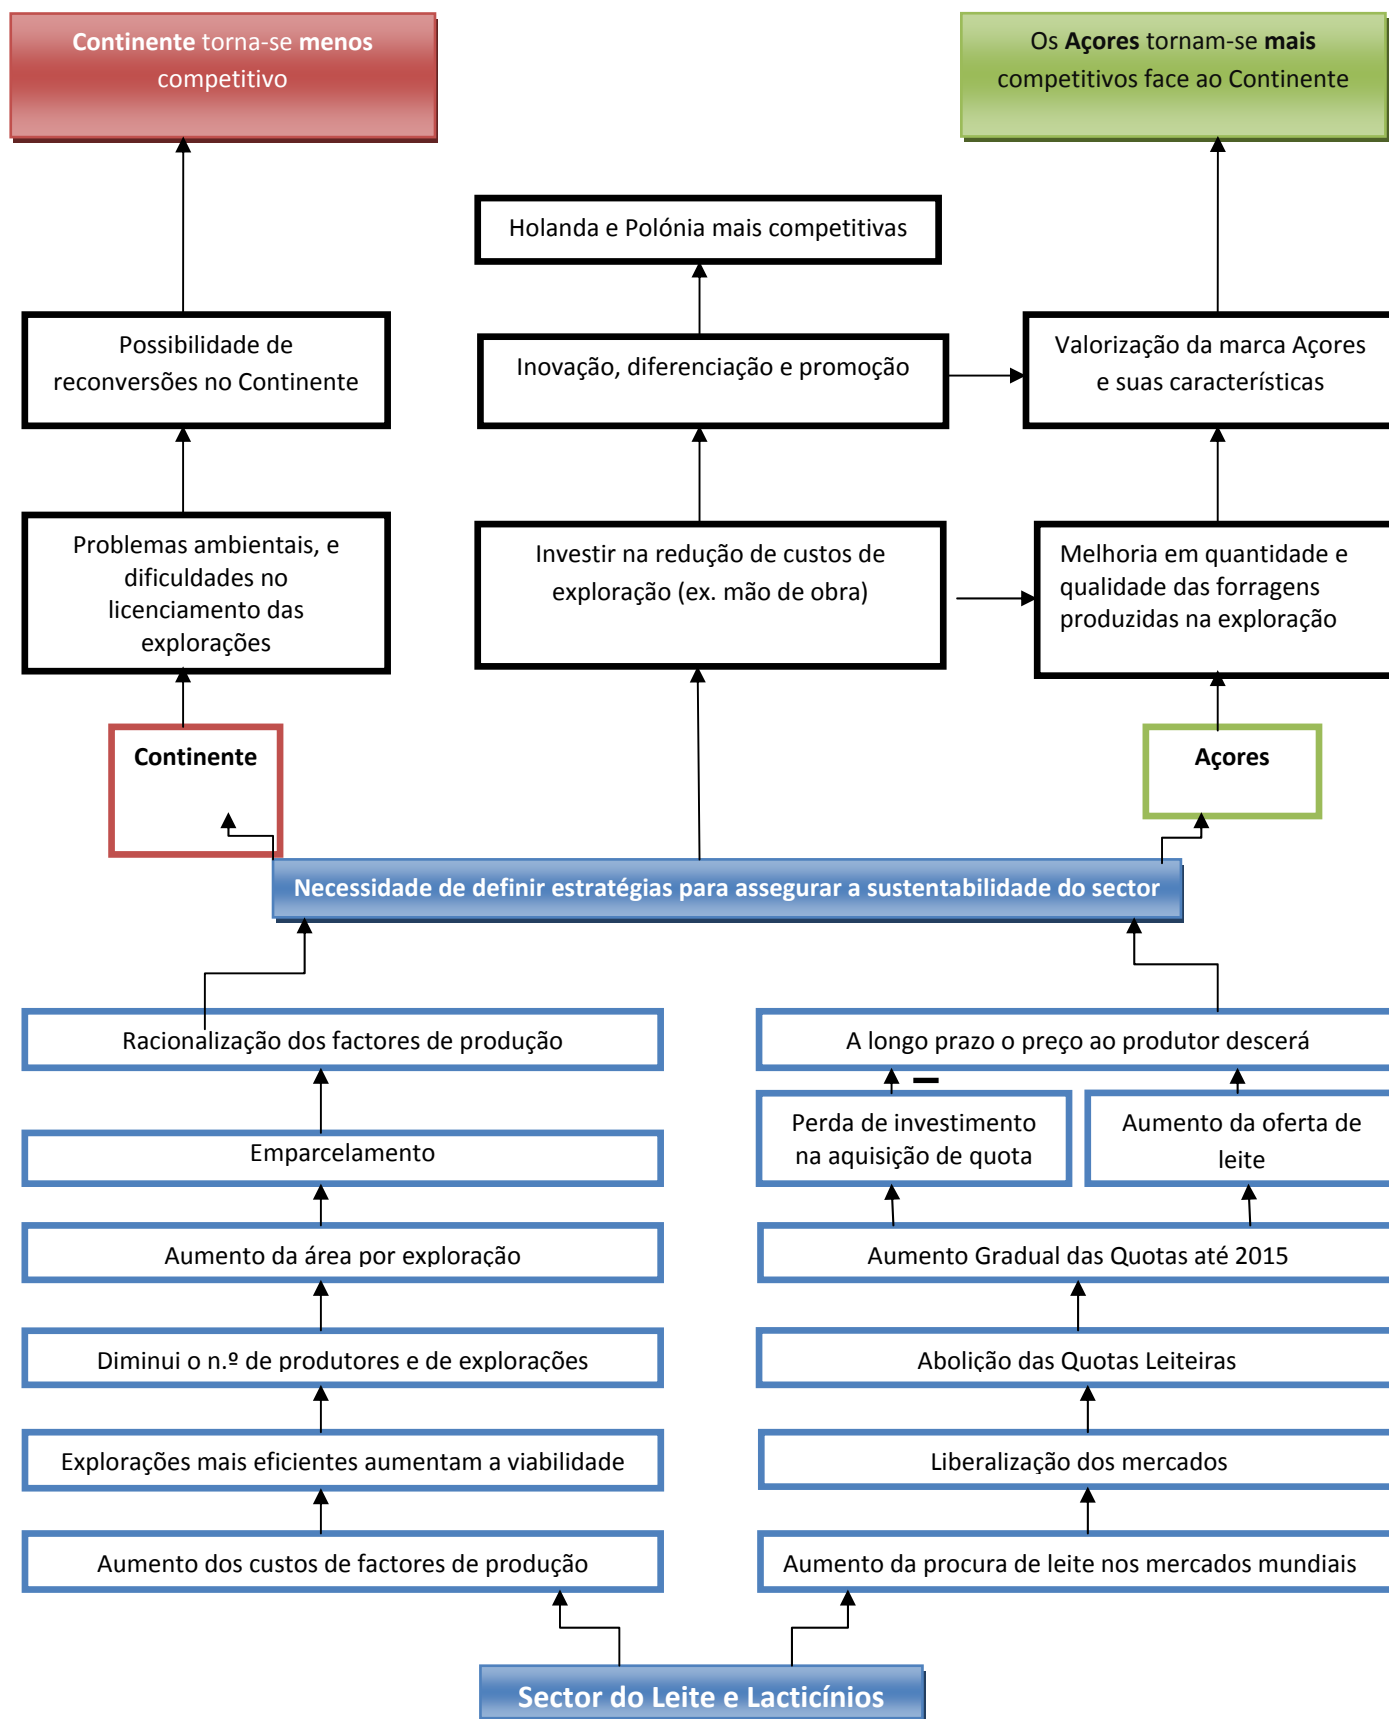 Continente torna-se menos
competitivo
Os Açores tornam-se mais
competitivos face ao Continente
Holanda e Polónia mais competitivas
Possibilidade de
reconversões no Continente
Inovação, diferenciação e promoção
Valorização da marca Açores
e suas características
Problemas ambientais, e
dificuldades no
licenciamento das
explorações
Investir na redução de custos de
exploração (ex. mão de obra)
Melhoria em quantidade e
qualidade das forragens
produzidas na exploração
Continente
Açores
Necessidade de definir estratégias para assegurar a sustentabilidade do sector
Racionalização dos factores de produção
A longo prazo o preço ao produtor descerá
Emparcelamento
Perda de investimento
na aquisição de quota
Aumento da oferta de
leite
Aumento da área por exploração
Aumento Gradual das Quotas até 2015
Diminui o n.º de produtores e de explorações
Abolição das Quotas Leiteiras
Explorações mais eficientes aumentam a viabilidade
Liberalização dos mercados
Aumento dos custos de factores de produção
Aumento da procura de leite nos mercados mundiais
Sector do Leite e Lacticínios